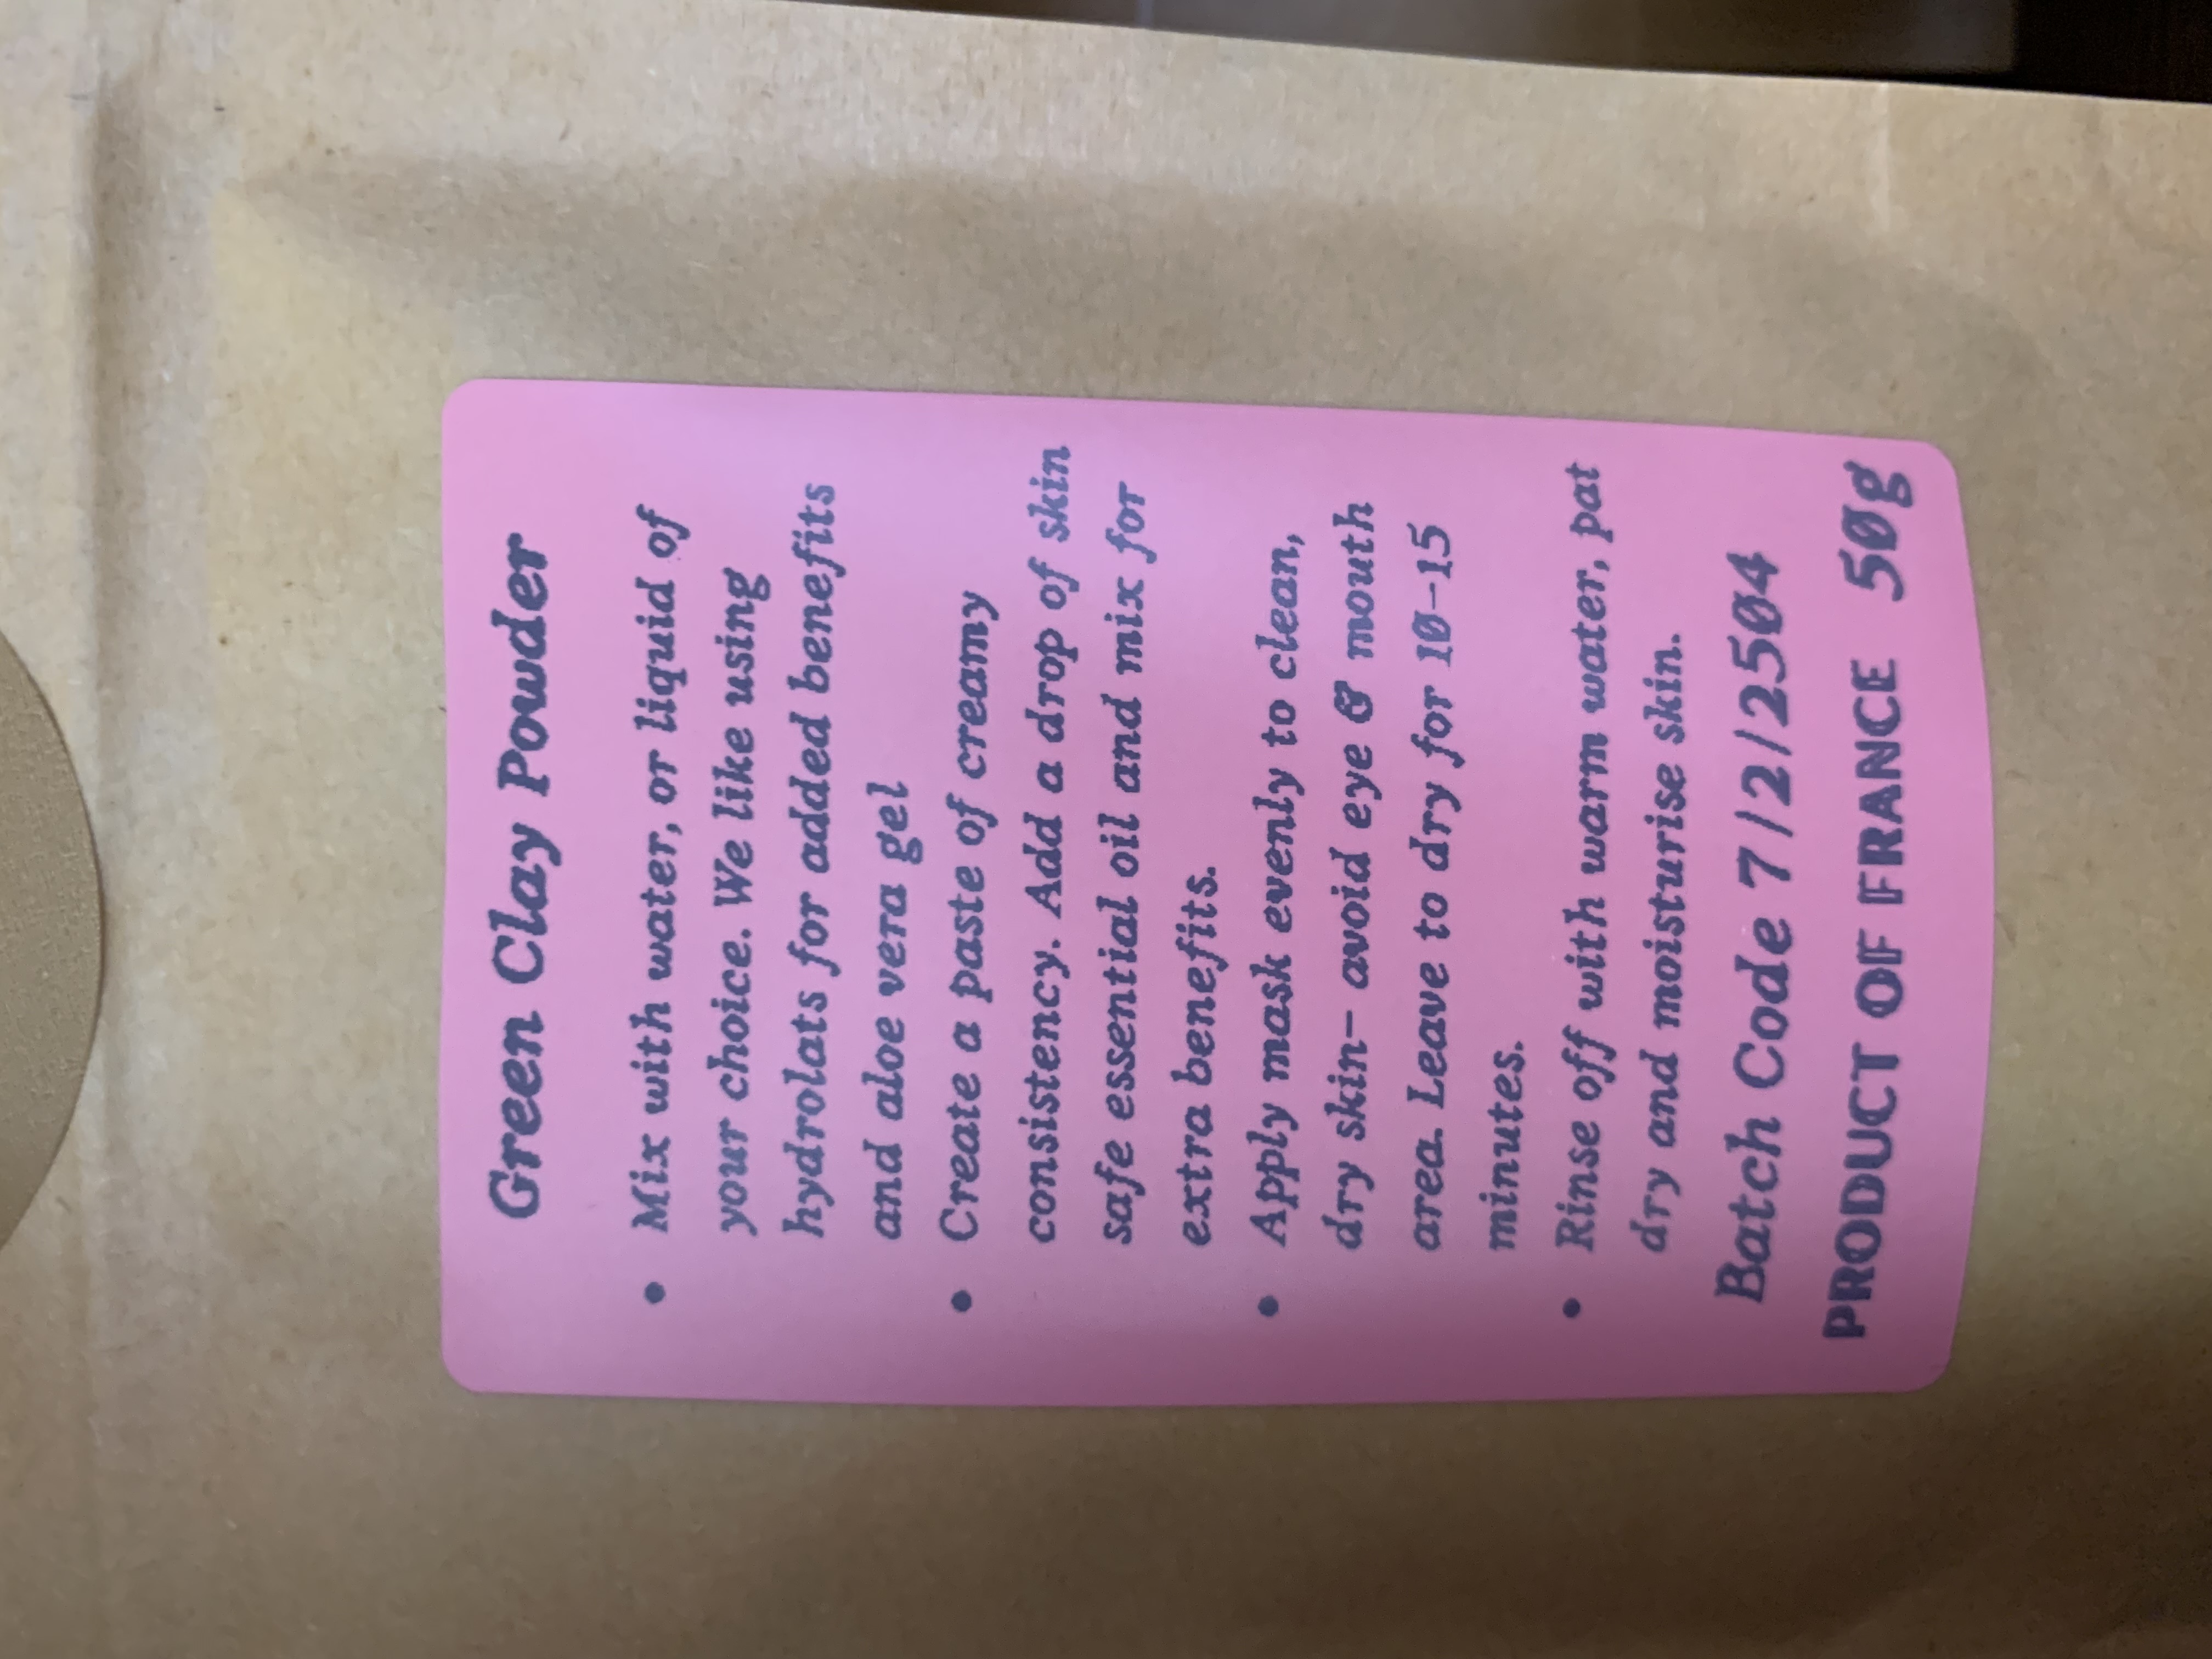 Green Clay Powder
• Mix with water, or liquid of
your choice. We like using
hydrolats for added benefits
and aloe vera gel
• Create a paste of creamy
consistency. Add a drop of skin
safe essential oil and mix for
extra benefits.
• Apply mask evenly to clean,
dry skin- avoid eye & mouth
area. Leave to dry for 10-15
minutes.
• Rinse off with warm water, pat
dry and moisturise skin.
Batch Code 7/2/2504
PRODUCT OF FRANCE 50g